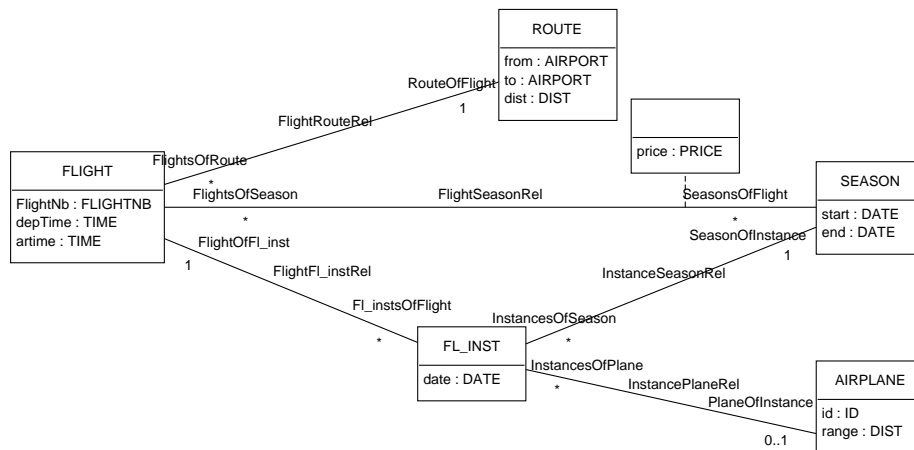 ROUTE
from : AIRPORT
to : AIRPORT
dist : DIST
RouteOfFlight
1
FlightRouteRel
FlightsOfRoute
*
price : PRICE
FLIGHT
FlightNb : FLIGHTNB
depTime : TIME
artime : TIME
FlightsOfSeason
*
FlightSeasonRel
SeasonsOfFlight
*
SEASON
start : DATE
end : DATE
FlightOfFl_inst
1
FlightFl_instRel
Fl_instsOfFlight
*
SeasonOfInstance
1
InstanceSeasonRel
InstancesOfSeason
*
FL_INST
date : DATE
InstancesOfPlane
*
InstancePlaneRel
PlaneOfInstance
0..1
AIRPLANE
id : ID
range : DIST